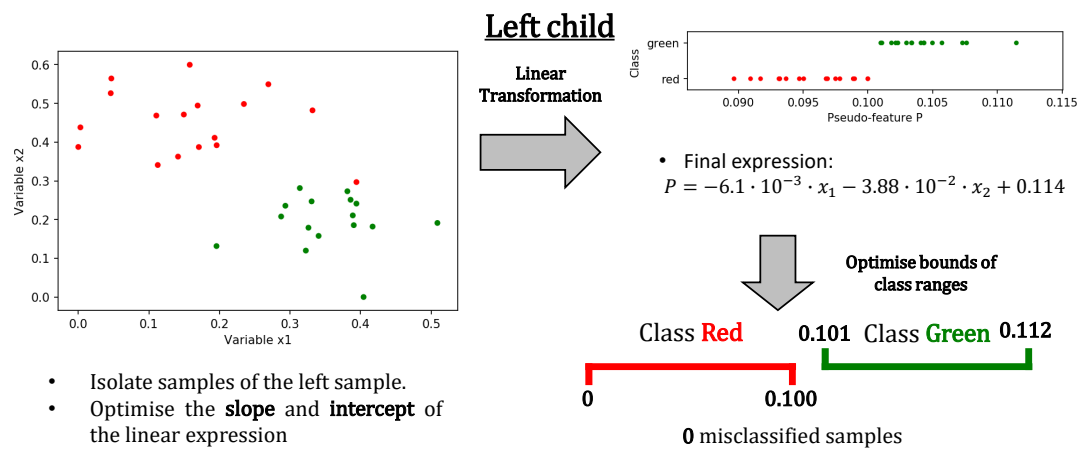 Left child
0.6
0.5
0.4
0.3
0.2
0.1
0.0
0.0 0.1 0.2 0.3 0.4 0.5
Variable x2
Variable x1
Linear
Transformation
Class
green
red
0.090 0.095 0.100 0.105 0.110 0.115
Pseudo-feature P
• Final expression:
P = −6.1 · 10⁻³ · x₁ − 3.88 · 10⁻² · x₂ + 0.114
Optimise bounds of
class ranges
Class Red 0.101 Class Green 0.112
0 0.100
0 misclassified samples
• Isolate samples of the left sample.
• Optimise the slope and intercept of
the linear expression